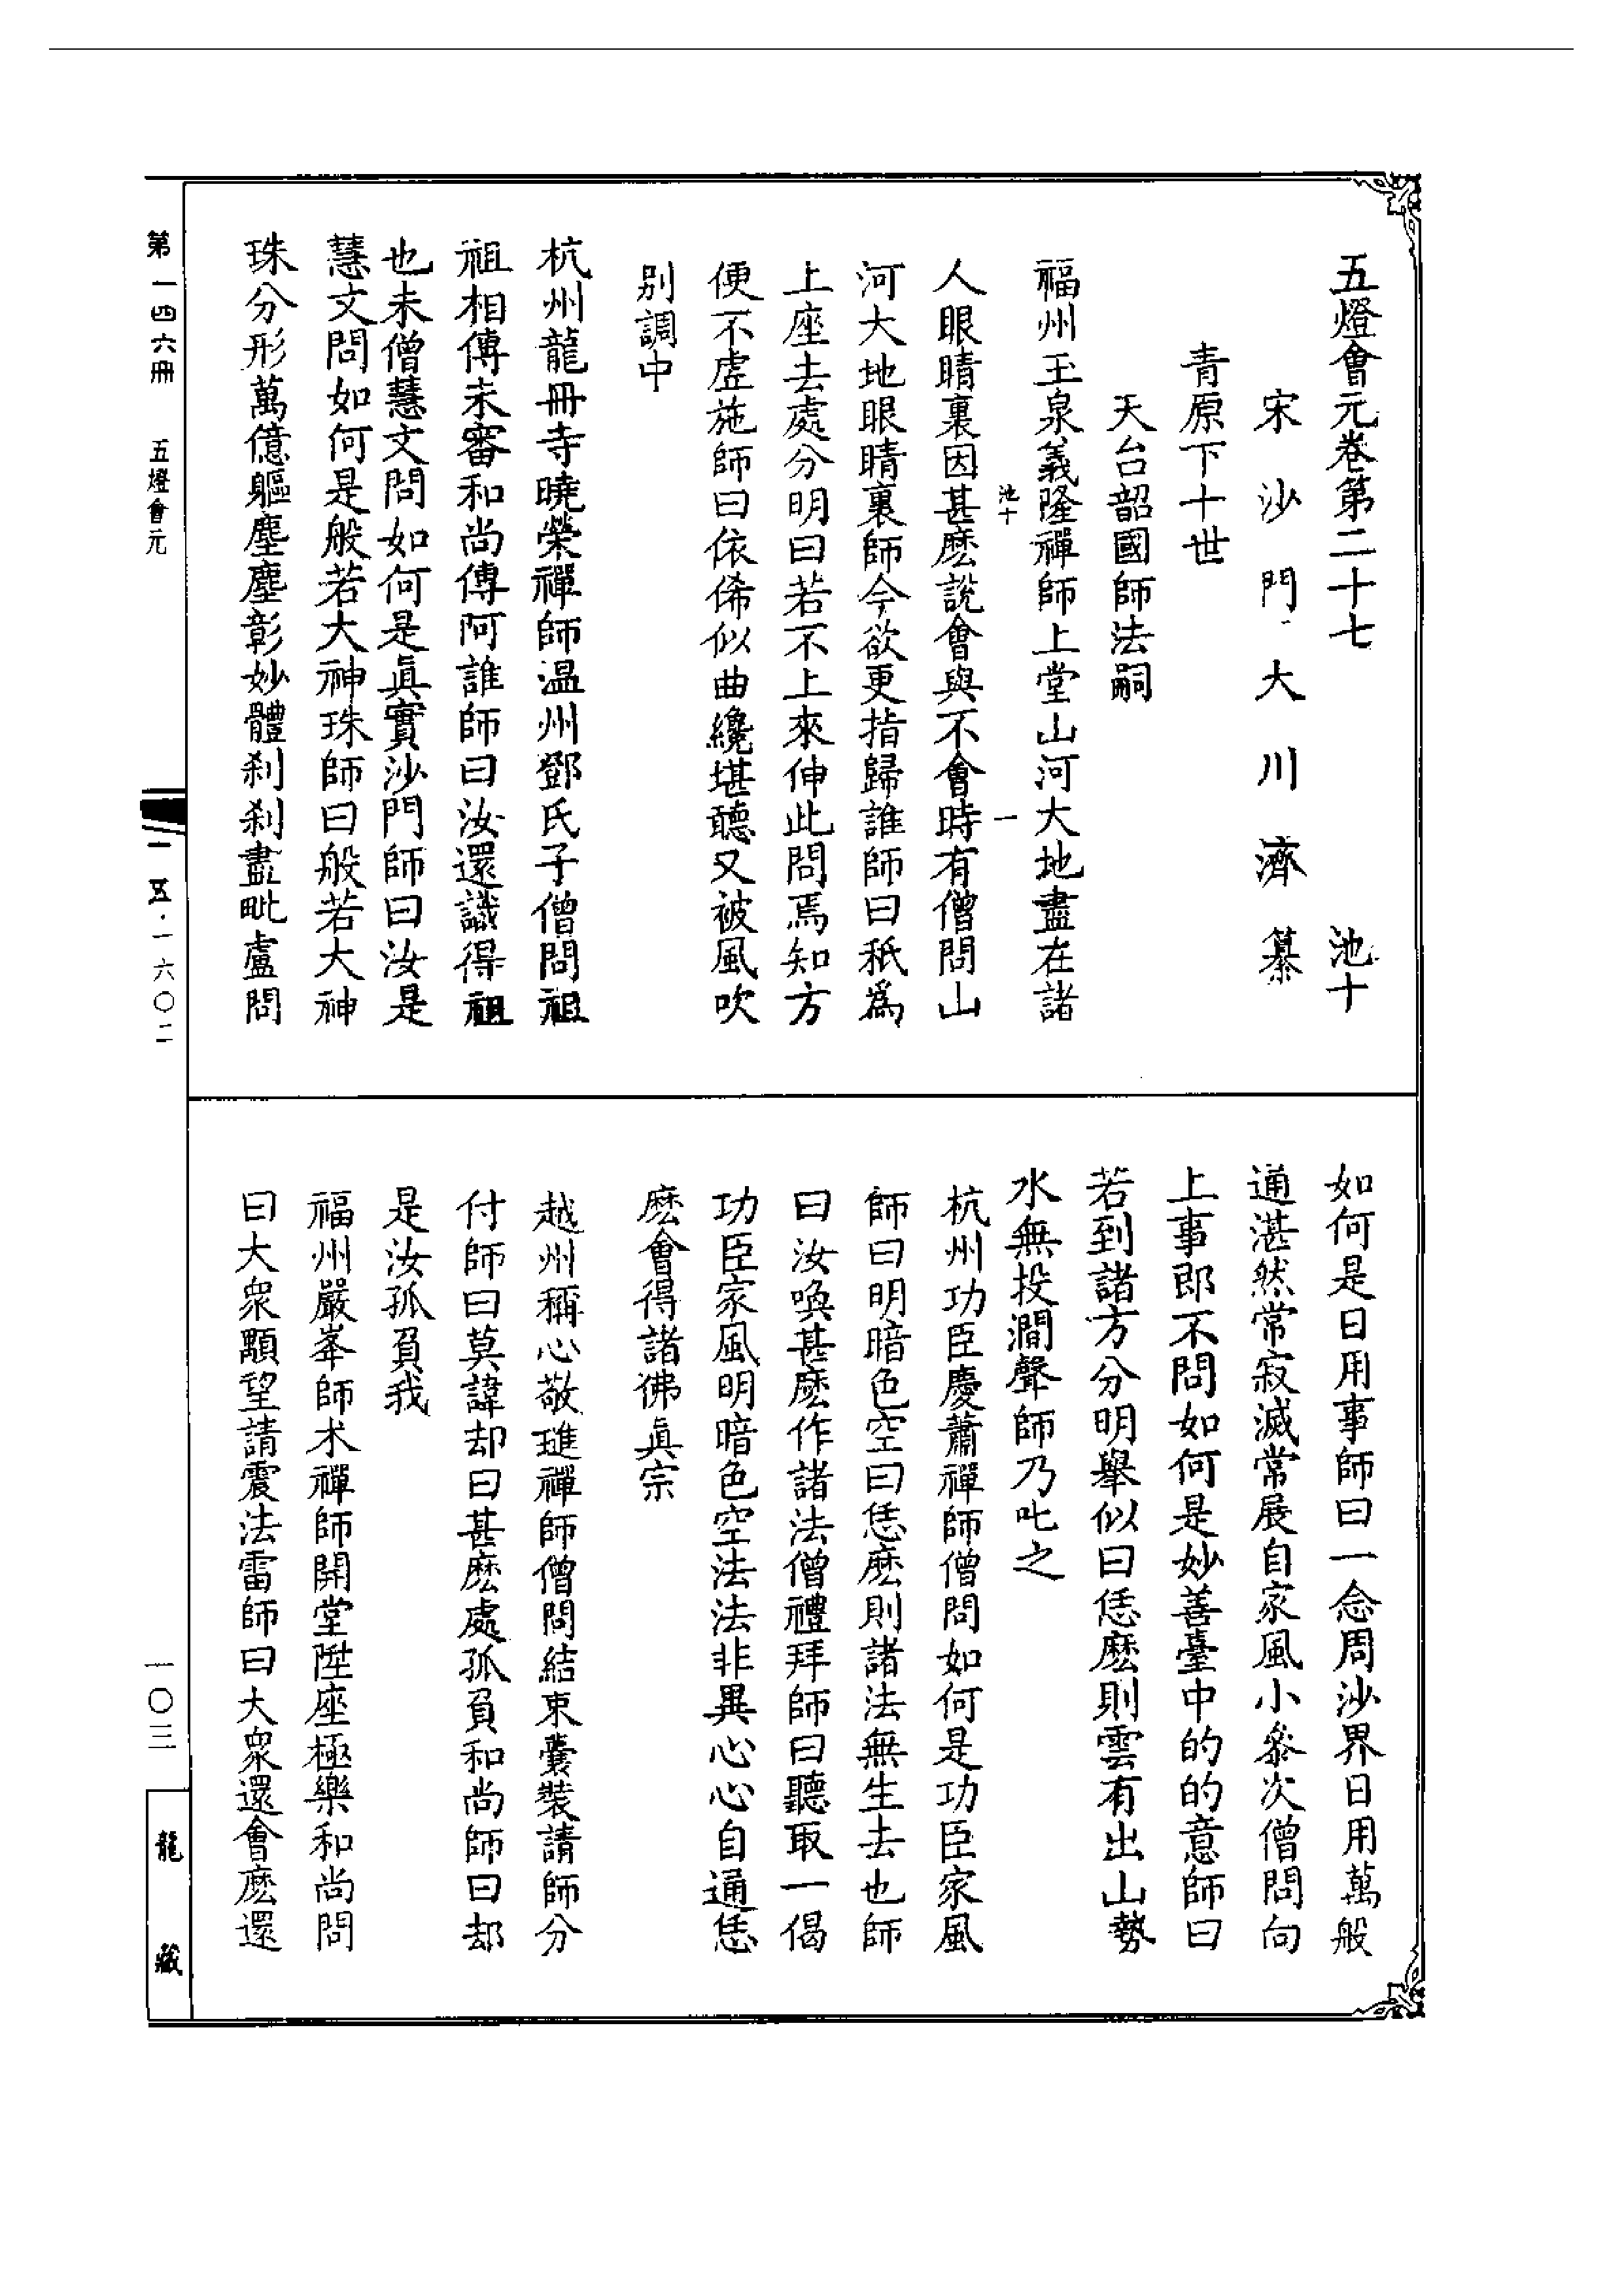 五燈會元卷第二十七　池十
宋沙門大川濟纂
青原下十世
天台韶國師法嗣
福州玉泉義隆禪師上堂山河大地盡在諸
池十　一
人眼睛裏因甚麽說會與不會時有僧問山
河大地眼睛裏師今欲更指歸誰師曰秖爲
上座去處分明曰若不上來伸此問焉知方
便不虛施師曰依俙似曲纔堪聽又被風吹
別調中
杭州龍冊寺曉榮禪師温州鄧氏子僧問祖
祖相傳未審和尚傳阿誰師曰汝還識得祖
也未僧慧文問如何是眞實沙門師曰汝是
慧文問如何是般若大神珠師曰般若大神
珠分形萬億軀塵塵彰妙體刹刹盡毗盧問
如何是日用事師曰一念周沙界日用萬般
通湛然常寂滅常展自家風小叅次僧問向
上事郎不問如何是妙善臺中的的意師曰
若到諸方分明舉似曰恁麽則雲有出山勢
水無投澗聲師乃叱之
杭州功臣慶蕭禪師僧問如何是功臣家風
師曰明暗色空曰恁麽則諸法無生去也師
曰汝喚甚麽作諸法僧禮拜師曰聽取一偈
功臣家風明暗色空法法非異心心自通恁
麽會得諸佛眞宗
越州稱心敬璡禪師僧問結束囊裝請師分
付師曰莫諱却曰甚麽處孤負和尚師曰却
是汝孤負我
福州嚴峯師术禪師開堂陞座極樂和尚問
曰大衆顒望請震法雷師曰大衆還會麽還
第一四六冊　五燈會元
一一五·一六〇二
一〇三
龍藏